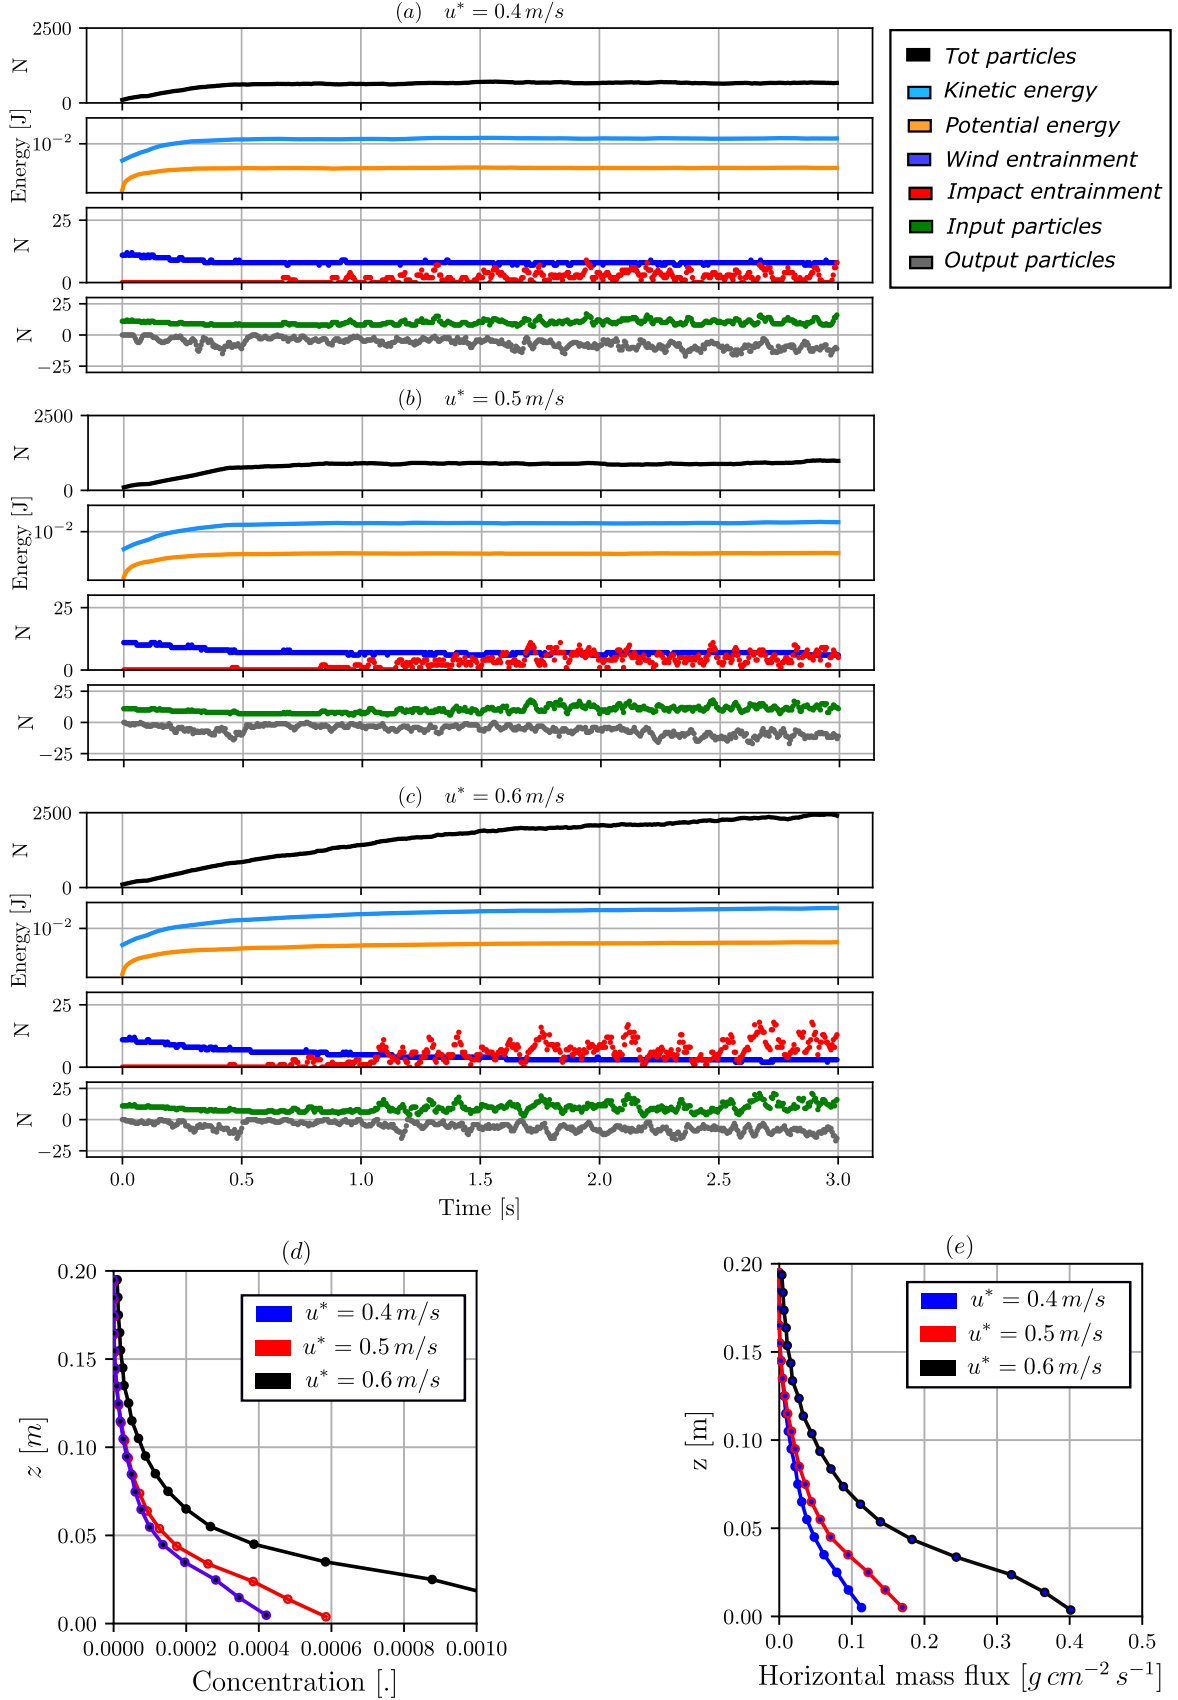 (a) u* = 0.4 m/s
2500
N
0
Tot particles
Kinetic energy
Potential energy
Wind entrainment
Impact entrainment
Input particles
Output particles
Energy [J]
10⁻²
25
N
0
25
N
0
−25
(b) u* = 0.5 m/s
2500
N
0
Energy [J]
10⁻²
25
N
0
25
N
0
−25
(c) u* = 0.6 m/s
2500
N
0
Energy [J]
10⁻²
25
N
0
25
N
0
−25
0.0 0.5 1.0 1.5 2.0 2.5 3.0
Time [s]
(d)
0.20
0.15
0.10
0.05
0.00
z [m]
u* = 0.4 m/s
u* = 0.5 m/s
u* = 0.6 m/s
0.0000 0.0002 0.0004 0.0006 0.0008 0.0010
Concentration [.]
(e)
0.20
0.15
0.10
0.05
0.00
z [m]
u* = 0.4 m/s
u* = 0.5 m/s
u* = 0.6 m/s
0.0 0.1 0.2 0.3 0.4 0.5
Horizontal mass flux [g cm⁻² s⁻¹]